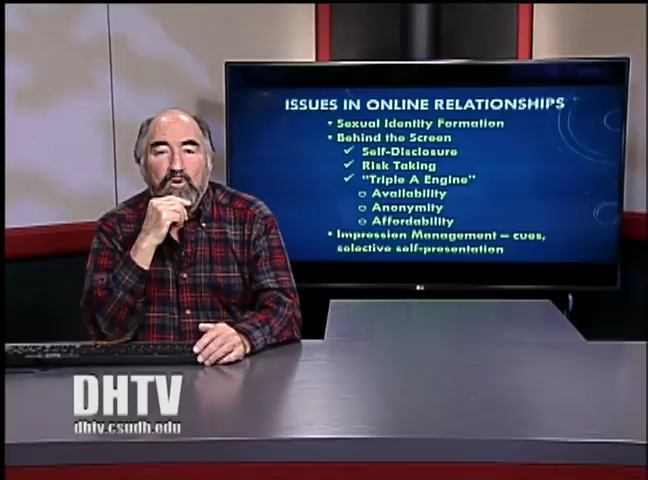 ISSUES IN ONLINE RELATIONSHIPS
• Sexual Identity Formation
• Behind the Screen
✓ Self-Disclosure
✓ Risk Taking
✓ "Triple A Engine"
o Availability
o Anonymity
o Affordability
• Impression Management – cues,
selective self-presentation
DHTV
dhtv.csudh.edu